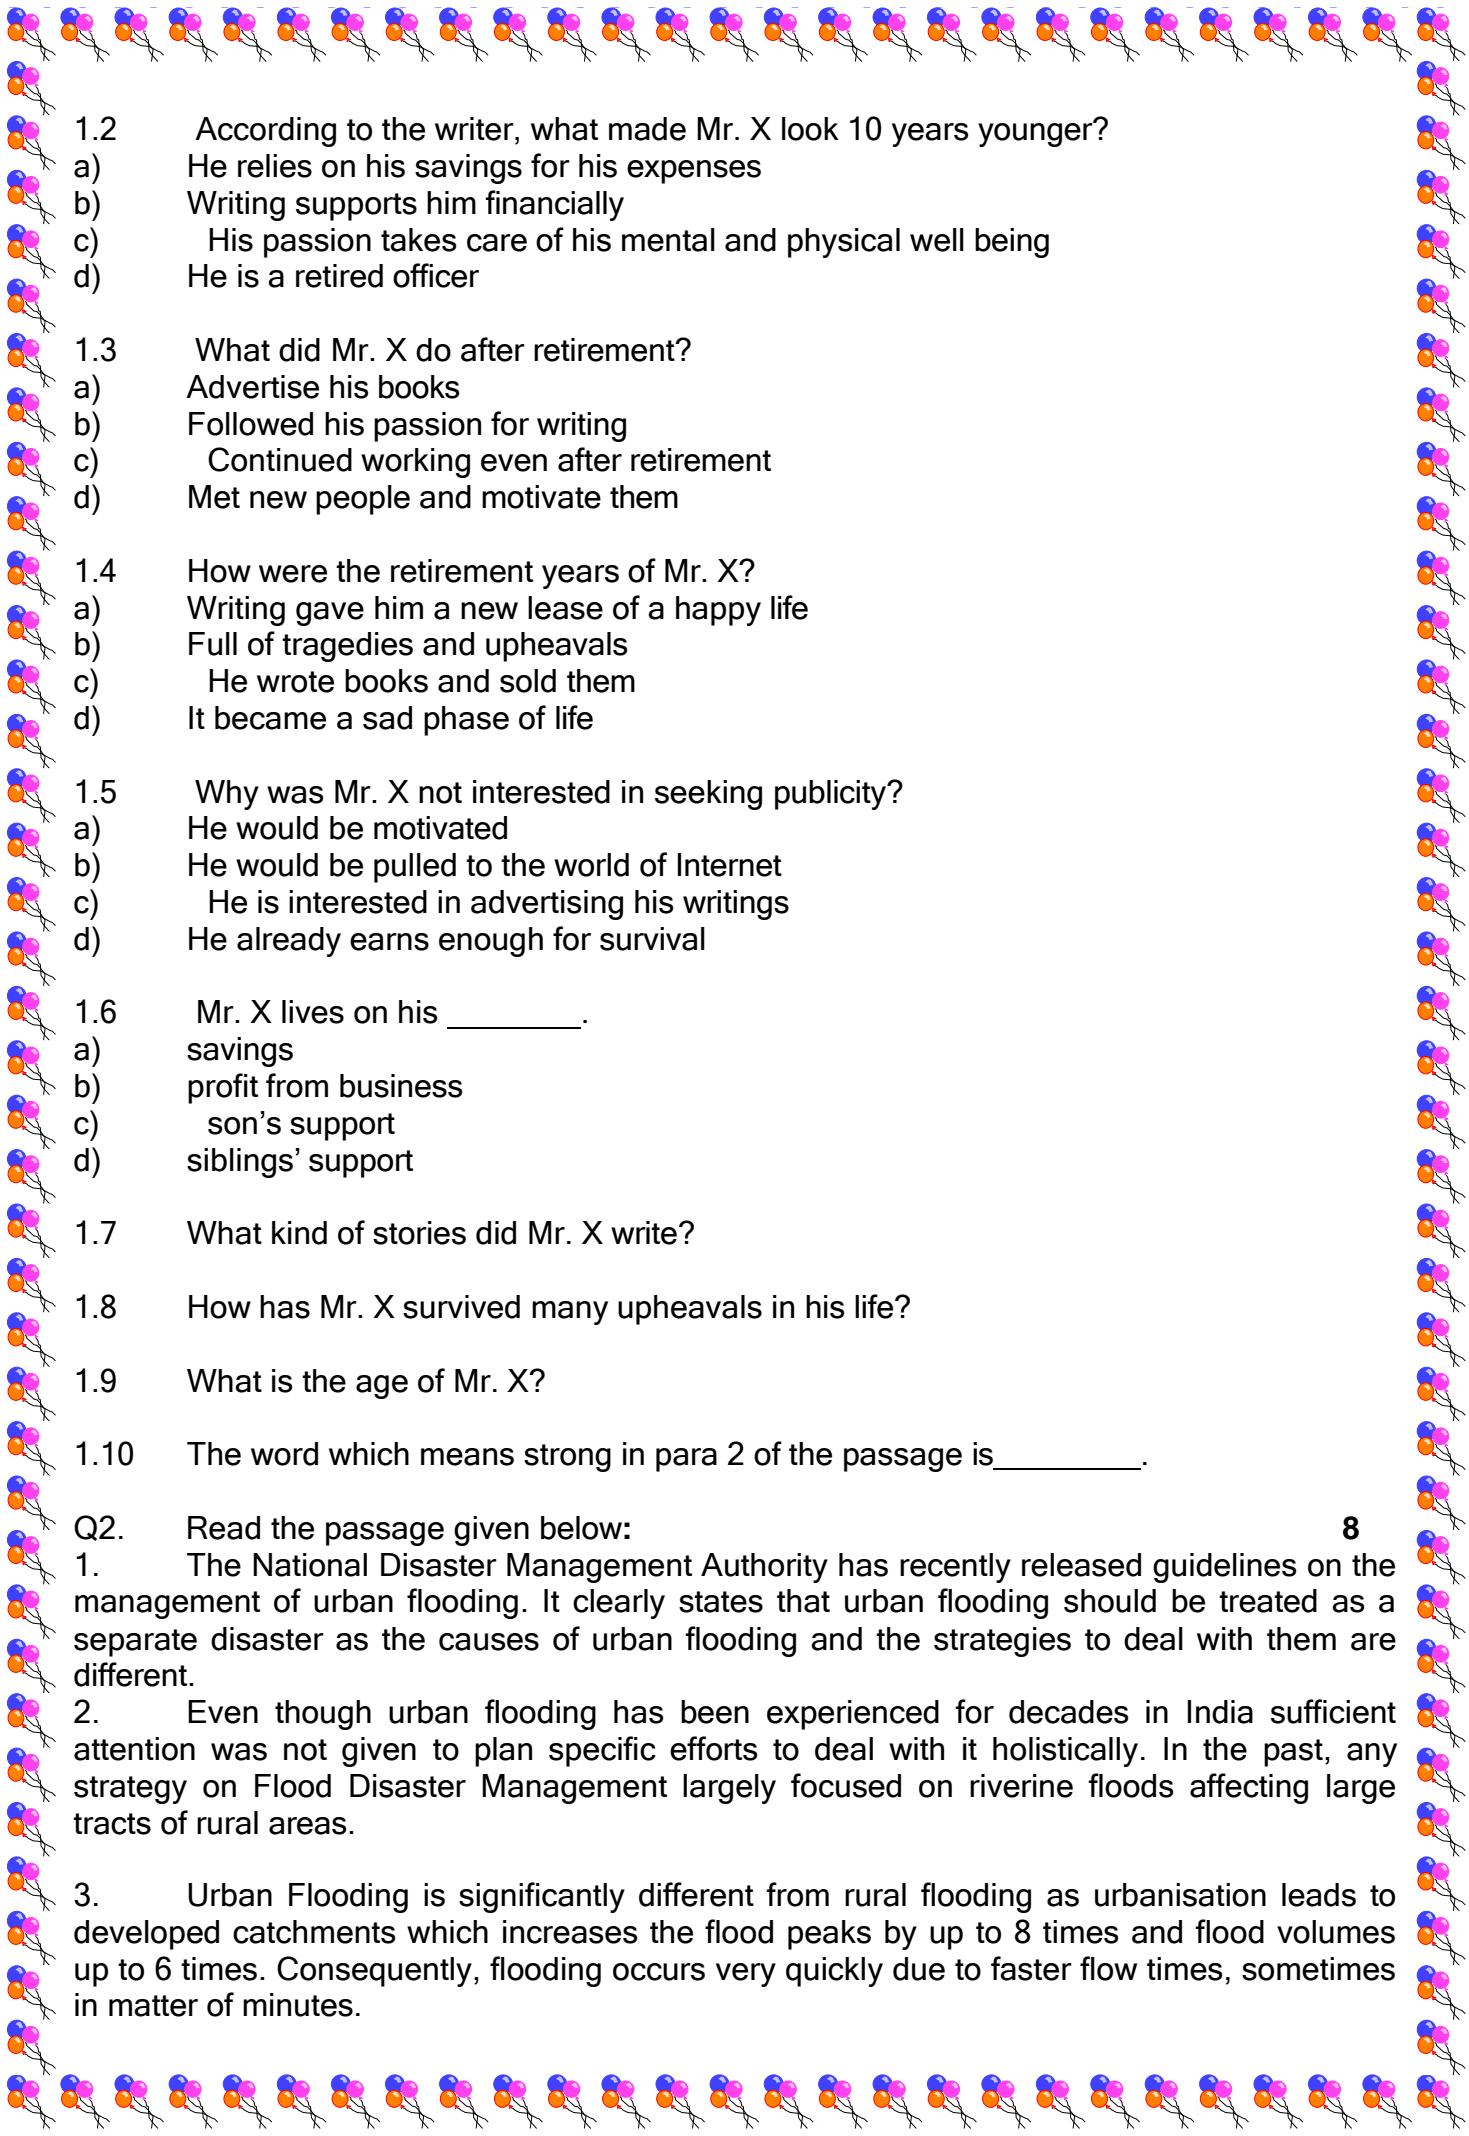 1.2 According to the writer, what made Mr. X look 10 years younger?
a) He relies on his savings for his expenses
b) Writing supports him financially
c) His passion takes care of his mental and physical well being
d) He is a retired officer
1.3 What did Mr. X do after retirement?
a) Advertise his books
b) Followed his passion for writing
c) Continued working even after retirement
d) Met new people and motivate them
1.4 How were the retirement years of Mr. X?
a) Writing gave him a new lease of a happy life
b) Full of tragedies and upheavals
c) He wrote books and sold them
d) It became a sad phase of life
1.5 Why was Mr. X not interested in seeking publicity?
a) He would be motivated
b) He would be pulled to the world of Internet
c) He is interested in advertising his writings
d) He already earns enough for survival
1.6 Mr. X lives on his ________.
a) savings
b) profit from business
c) son’s support
d) siblings’ support
1.7 What kind of stories did Mr. X write?
1.8 How has Mr. X survived many upheavals in his life?
1.9 What is the age of Mr. X?
1.10 The word which means strong in para 2 of the passage is_________.
Q2. Read the passage given below: 8
1. The National Disaster Management Authority has recently released guidelines on the
management of urban flooding. It clearly states that urban flooding should be treated as a
separate disaster as the causes of urban flooding and the strategies to deal with them are
different.
2. Even though urban flooding has been experienced for decades in India sufficient
attention was not given to plan specific efforts to deal with it holistically. In the past, any
strategy on Flood Disaster Management largely focused on riverine floods affecting large
tracts of rural areas.
3. Urban Flooding is significantly different from rural flooding as urbanisation leads to
developed catchments which increases the flood peaks by up to 8 times and flood volumes
up to 6 times. Consequently, flooding occurs very quickly due to faster flow times, sometimes
in matter of minutes.